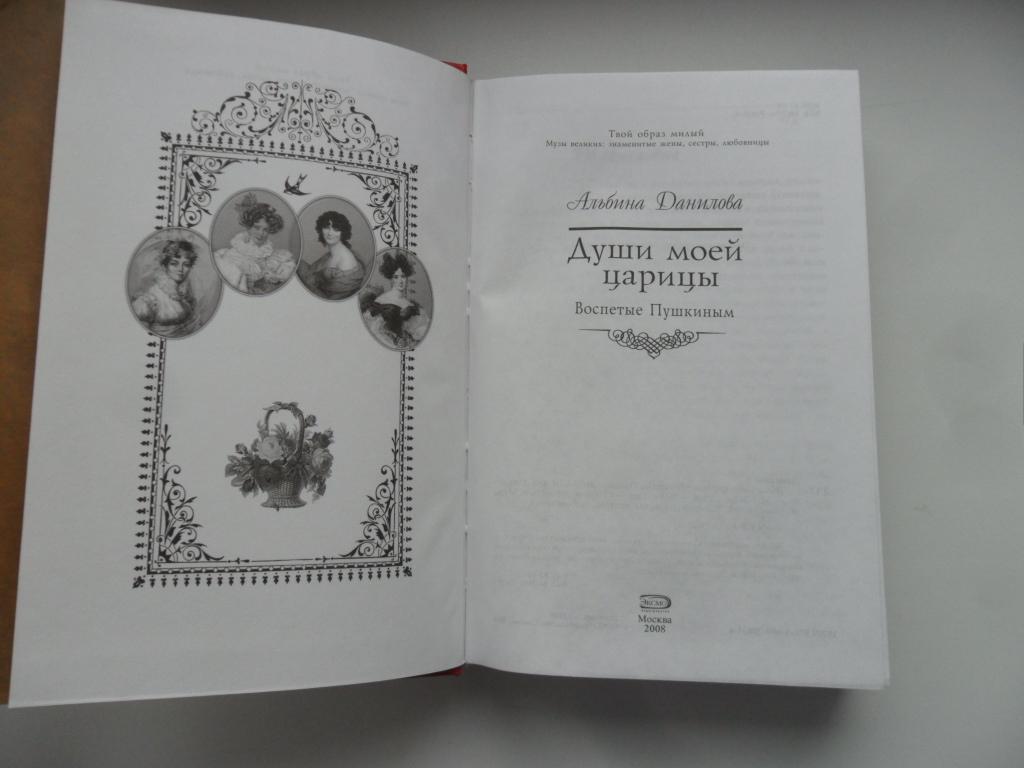 Твой образ милый
Музы великих: знаменитые жены, сестры, любовницы
Альбина Данилова
Души моей
царицы
Воспетые Пушкиным
ЭКСМО
Москва
2008